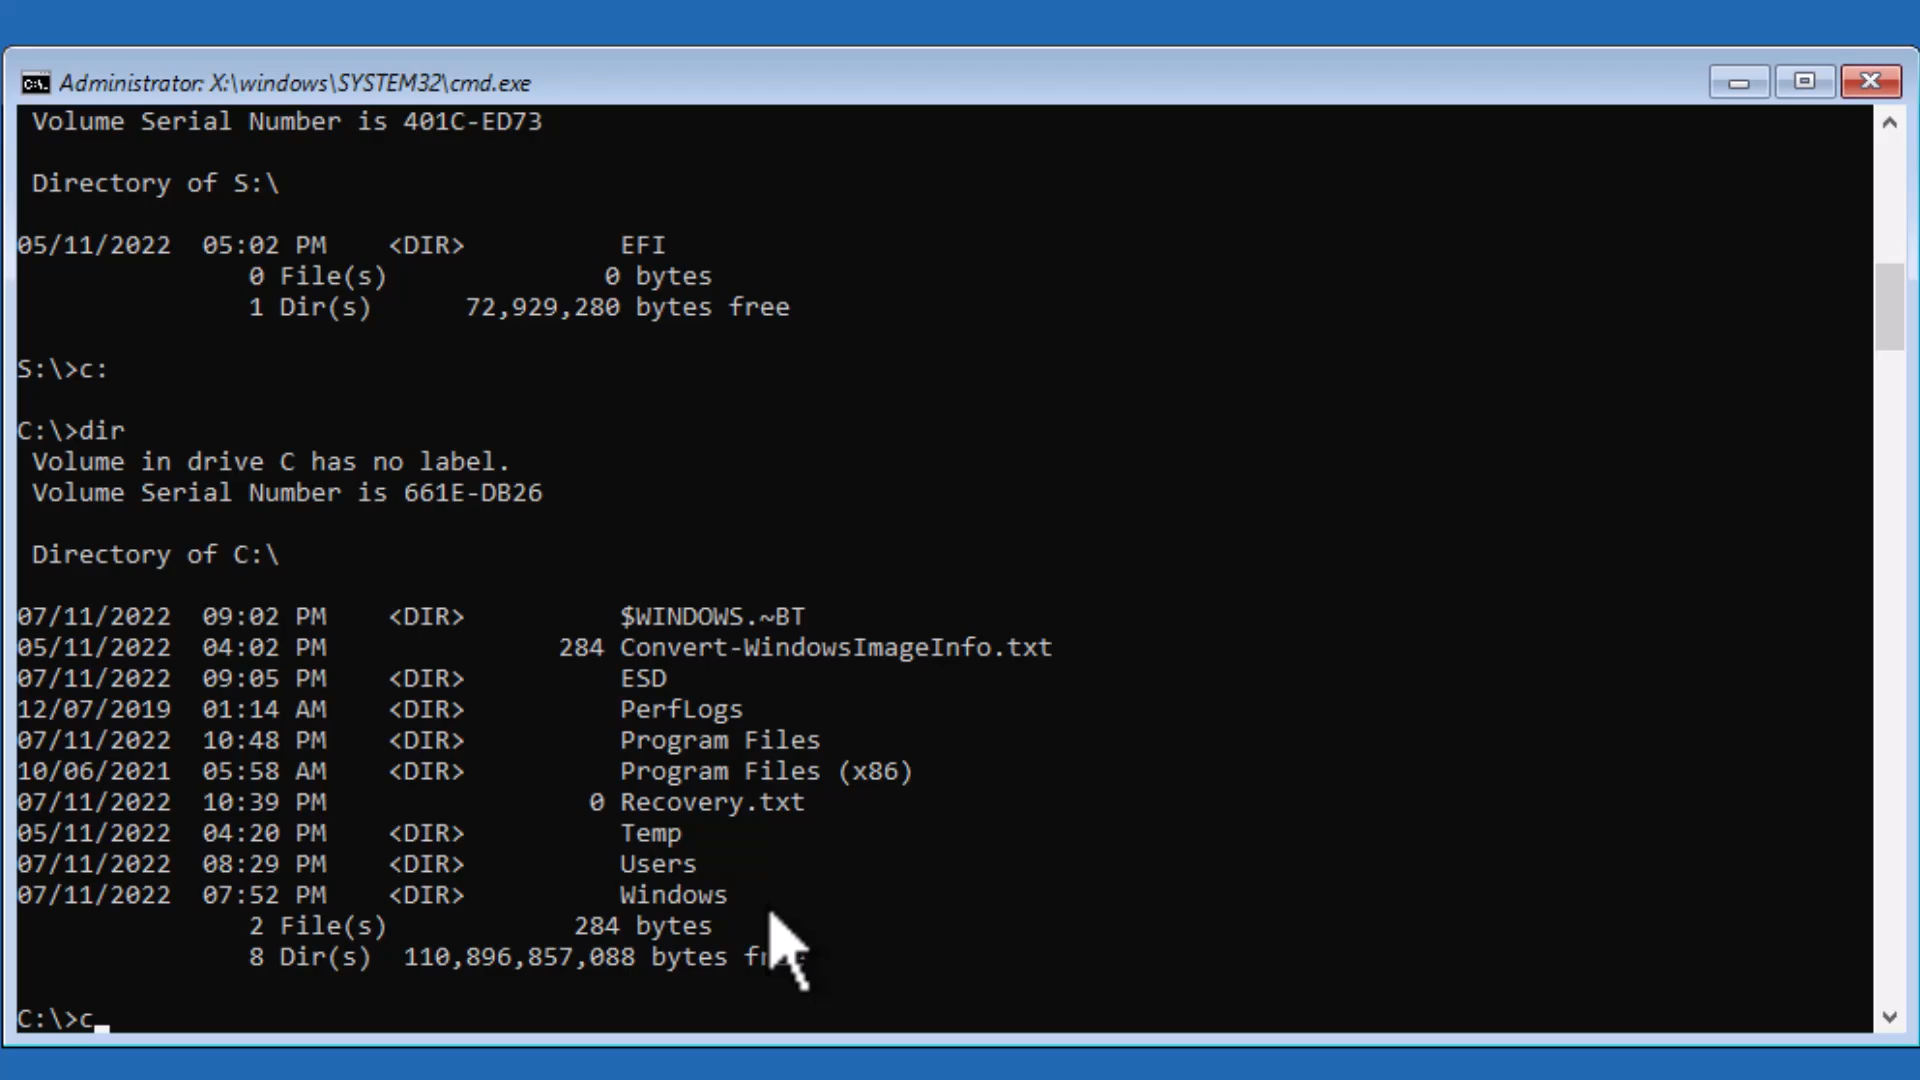 Administrator: X:\windows\SYSTEM32\cmd.exe
Volume Serial Number is 401C-ED73
Directory of S:\
05/11/2022  05:02 PM    <DIR>          EFI
0 File(s)              0 bytes
1 Dir(s)      72,929,280 bytes free
S:\>c:
C:\>dir
Volume in drive C has no label.
Volume Serial Number is 661E-DB26
Directory of C:\
07/11/2022  09:02 PM    <DIR>          $WINDOWS.~BT
05/11/2022  04:02 PM               284 Convert-WindowsImageInfo.txt
07/11/2022  09:05 PM    <DIR>          ESD
12/07/2019  01:14 AM    <DIR>          PerfLogs
07/11/2022  10:48 PM    <DIR>          Program Files
10/06/2021  05:58 AM    <DIR>          Program Files (x86)
07/11/2022  10:39 PM                 0 Recovery.txt
05/11/2022  04:20 PM    <DIR>          Temp
07/11/2022  08:29 PM    <DIR>          Users
07/11/2022  07:52 PM    <DIR>          Windows
2 File(s)            284 bytes
8 Dir(s)  110,896,857,088 bytes
C:\>c